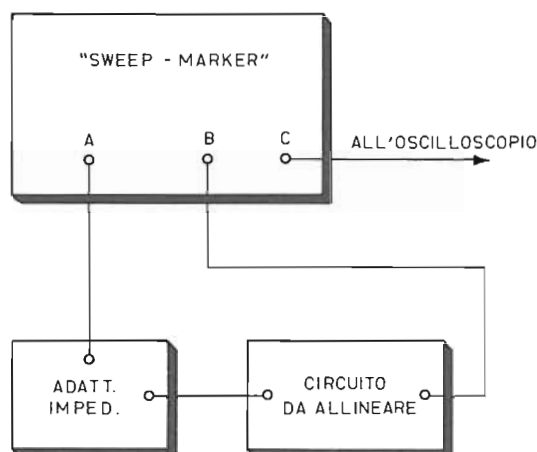 "SWEEP - MARKER"
A B C
ALL'OSCILLOSCOPIO
ADATT.
IMPED.
CIRCUITO
DA ALLINEARE